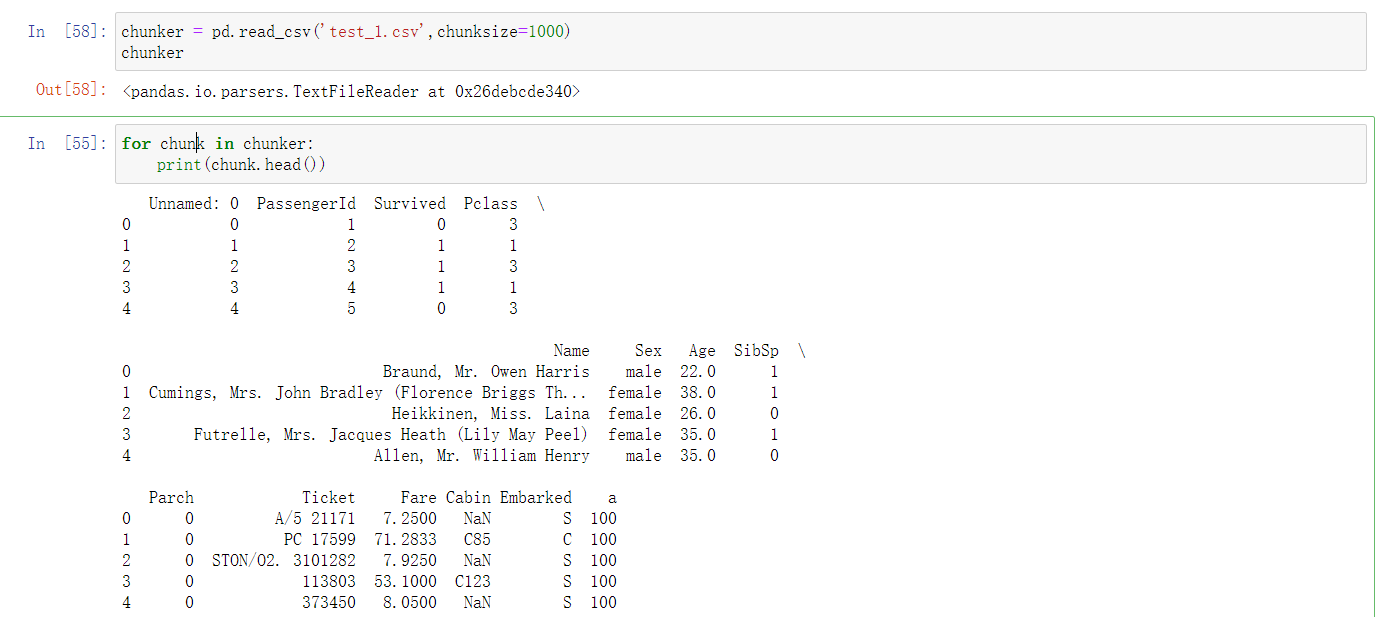 In [58]: chunker = pd.read_csv('test_1.csv',chunksize=1000)
chunker
Out[58]: <pandas.io.parsers.TextFileReader at 0x26debcde340>
In [55]: for chunk in chunker:
    print(chunk.head())
   Unnamed: 0  PassengerId  Survived  Pclass  \
0           0            1         0       3
1           1            2         1       1
2           2            3         1       3
3           3            4         1       1
4           4            5         0       3
                                                Name     Sex   Age  SibSp  \
0                            Braund, Mr. Owen Harris    male  22.0      1
1  Cumings, Mrs. John Bradley (Florence Briggs Th...  female  38.0      1
2                             Heikkinen, Miss. Laina  female  26.0      0
3       Futrelle, Mrs. Jacques Heath (Lily May Peel)  female  35.0      1
4                           Allen, Mr. William Henry    male  35.0      0
   Parch            Ticket     Fare Cabin Embarked    a
0      0         A/5 21171   7.2500   NaN        S  100
1      0          PC 17599  71.2833   C85        C  100
2      0  STON/O2. 3101282   7.9250   NaN        S  100
3      0            113803  53.1000  C123        S  100
4      0            373450   8.0500   NaN        S  100